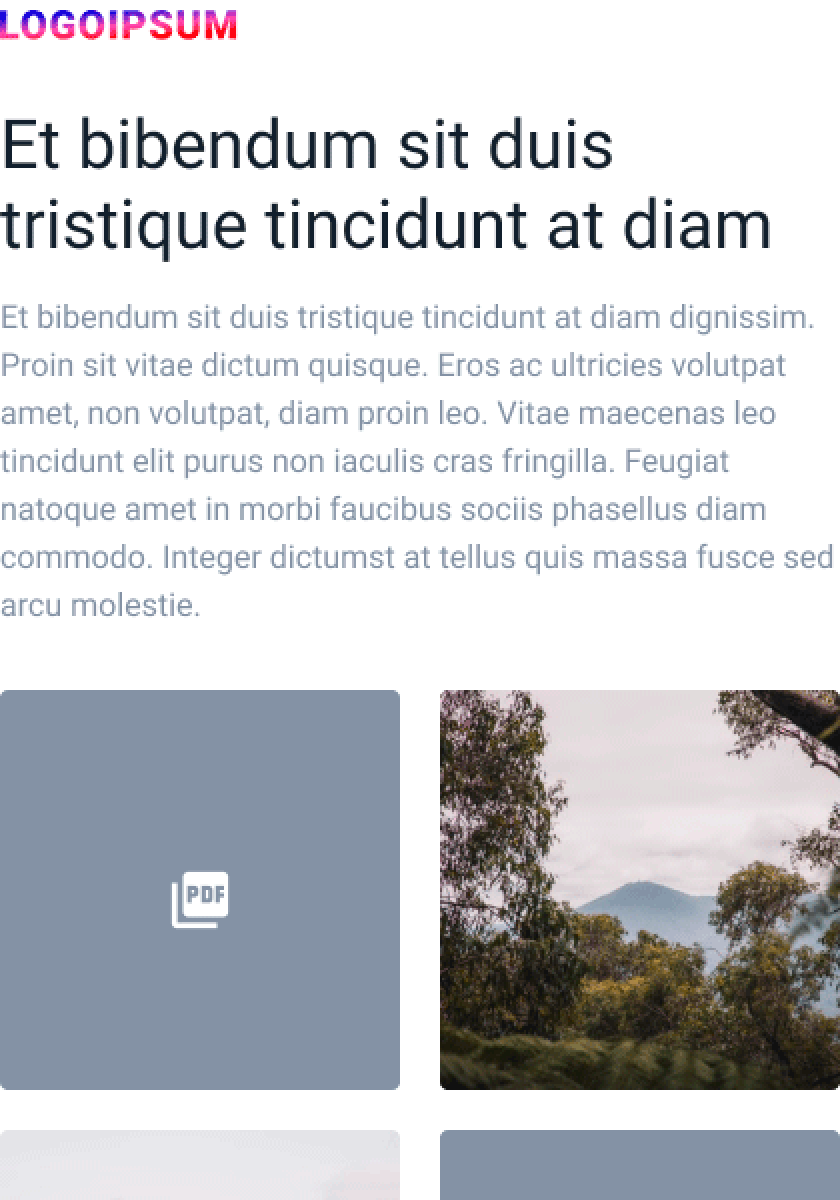 LOGOIPSUM
Et bibendum sit duis
tristique tincidunt at diam
Et bibendum sit duis tristique tincidunt at diam dignissim.
Proin sit vitae dictum quisque. Eros ac ultricies volutpat
amet, non volutpat, diam proin leo. Vitae maecenas leo
tincidunt elit purus non iaculis cras fringilla. Feugiat
natoque amet in morbi faucibus sociis phasellus diam
commodo. Integer dictumst at tellus quis massa fusce sed
arcu molestie.
PDF